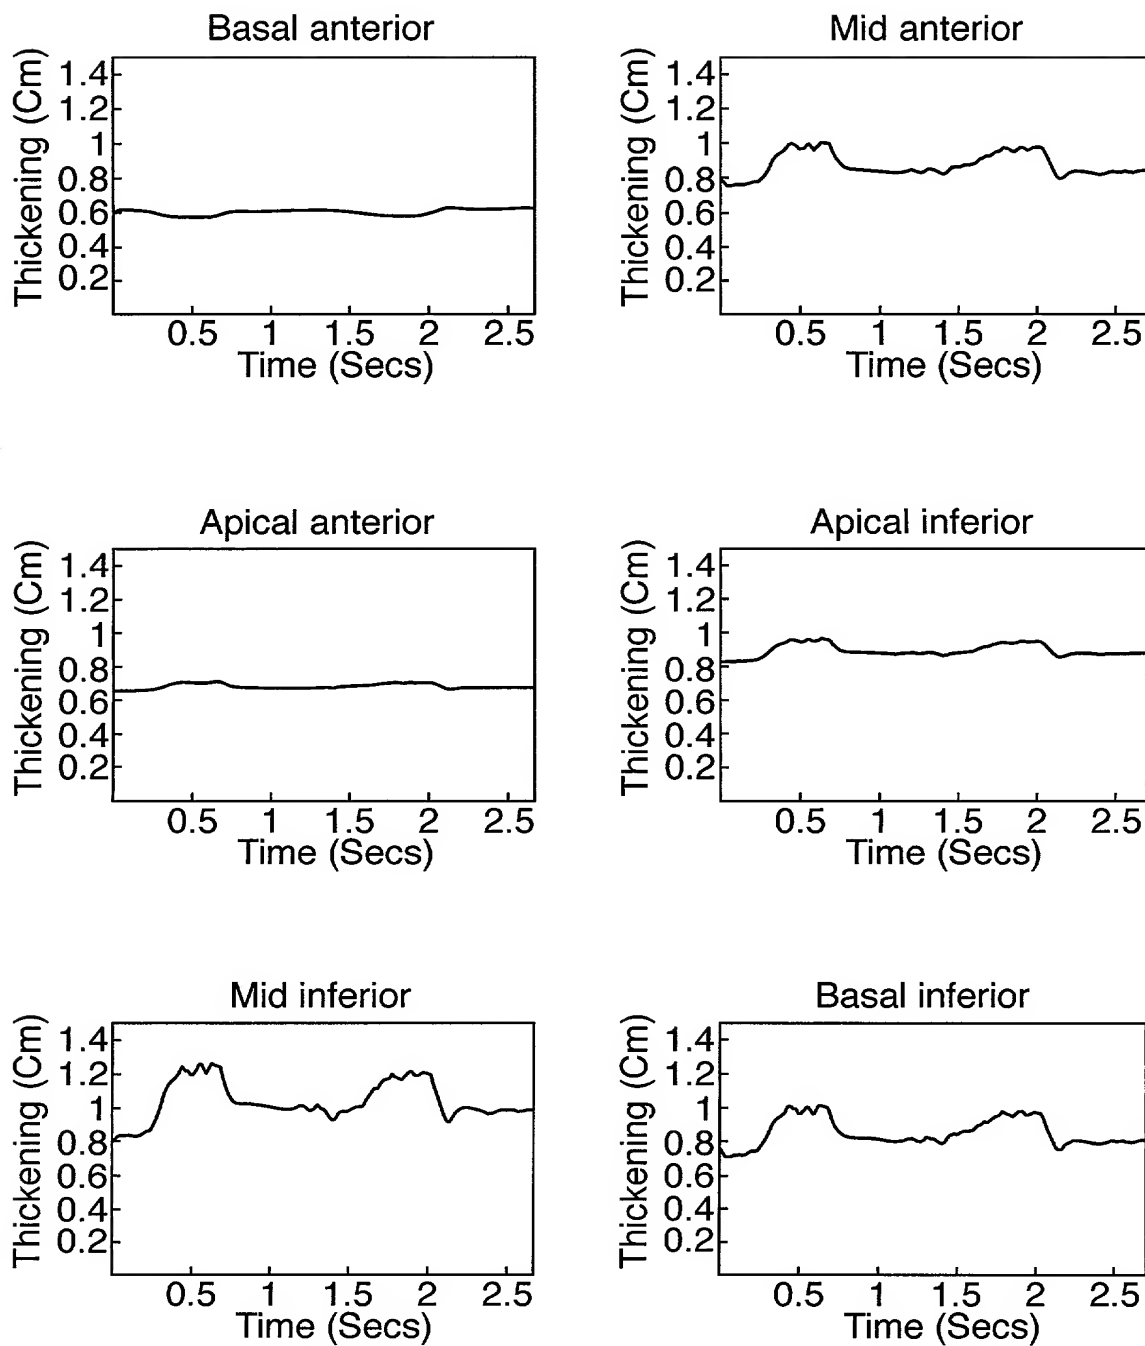 Basal anterior
Thickening (Cm)
1.4
1.2
1
0.8
0.6
0.4
0.2
0.5 1 1.5 2 2.5
Time (Secs)
Mid anterior
Thickening (Cm)
1.4
1.2
1
0.8
0.6
0.4
0.2
0.5 1 1.5 2 2.5
Time (Secs)
Apical anterior
Thickening (Cm)
1.4
1.2
1
0.8
0.6
0.4
0.2
0.5 1 1.5 2 2.5
Time (Secs)
Apical inferior
Thickening (Cm)
1.4
1.2
1
0.8
0.6
0.4
0.2
0.5 1 1.5 2 2.5
Time (Secs)
Mid inferior
Thickening (Cm)
1.4
1.2
1
0.8
0.6
0.4
0.2
0.5 1 1.5 2 2.5
Time (Secs)
Basal inferior
Thickening (Cm)
1.4
1.2
1
0.8
0.6
0.4
0.2
0.5 1 1.5 2 2.5
Time (Secs)